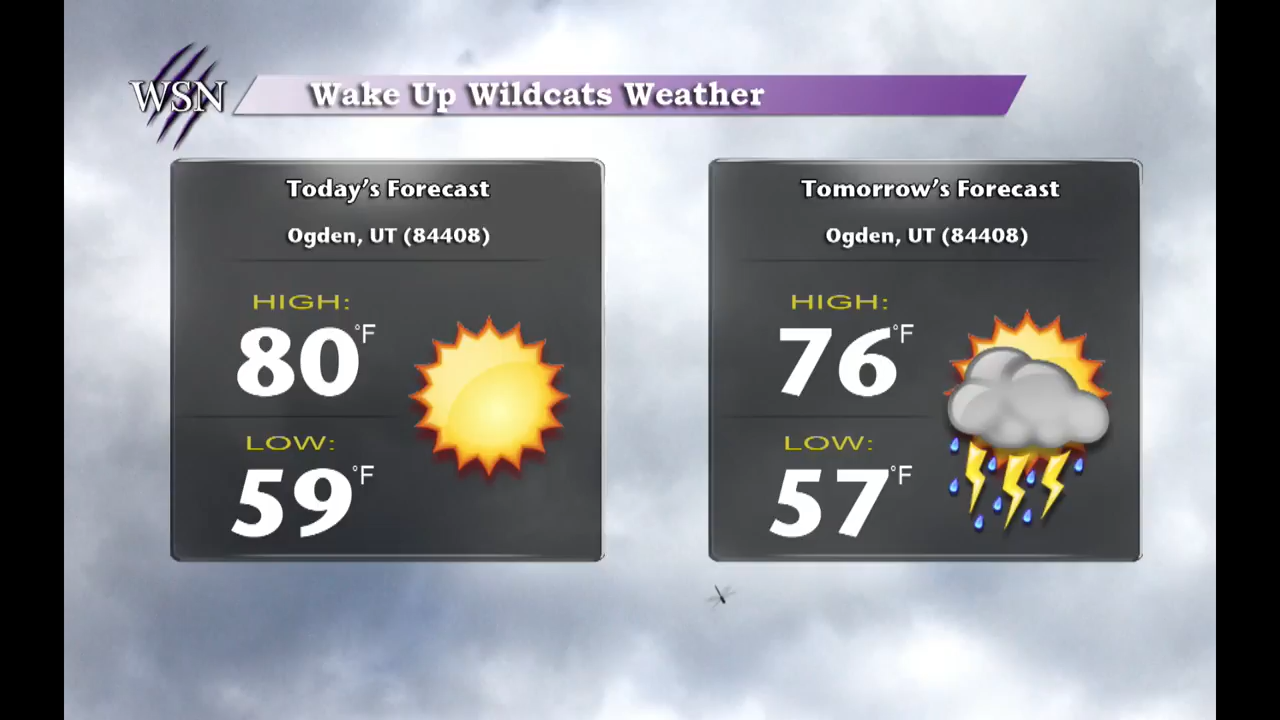 WSN
Wake Up Wildcats Weather
Today's Forecast
Ogden, UT (84408)
HIGH:
80°F
LOW:
59°F
Tomorrow's Forecast
Ogden, UT (84408)
HIGH:
76°F
LOW:
57°F